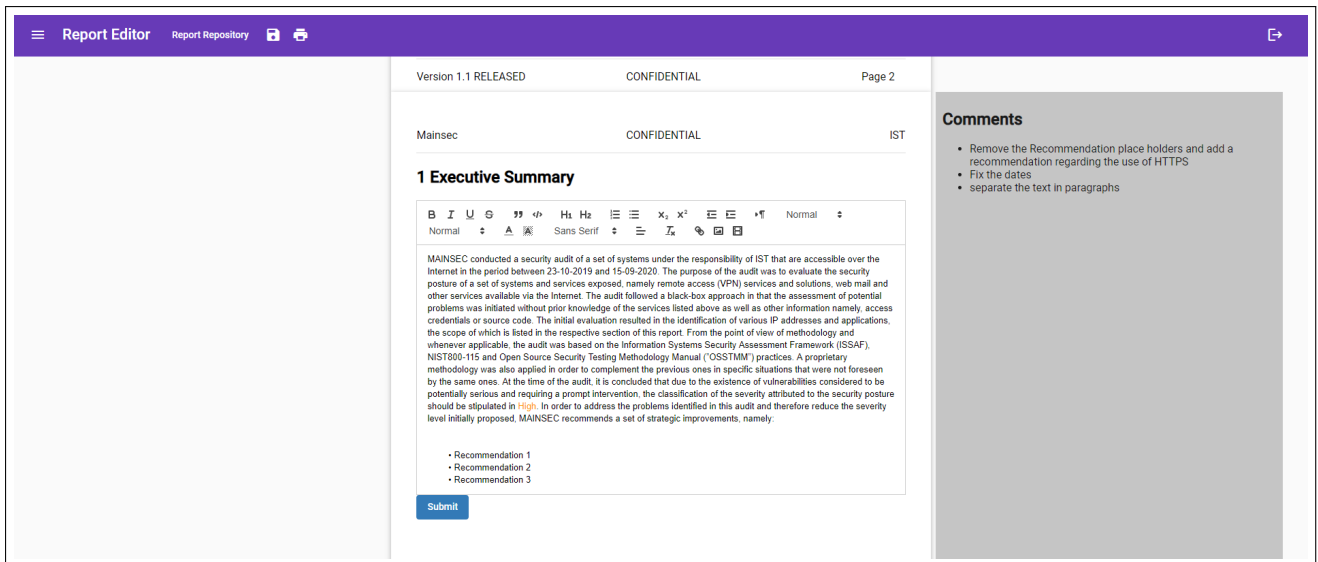 Report Editor Report Repository
Version 1.1 RELEASED CONFIDENTIAL Page 2
Mainsec CONFIDENTIAL IST
1 Executive Summary
B I U S ” </> H1 H2 X2 X2 Normal
Normal A A Sans Serif Tx
MAINSEC conducted a security audit of a set of systems under the responsibility of IST that are accessible over the
Internet in the period between 23-10-2019 and 15-09-2020. The purpose of the audit was to evaluate the security
posture of a set of systems and services exposed, namely remote access (VPN) services and solutions, web mail and
other services available via the Internet. The audit followed a black-box approach in that the assessment of potential
problems was initiated without prior knowledge of the services listed above as well as other information namely, access
credentials or source code. The initial evaluation resulted in the identification of various IP addresses and applications,
the scope of which is listed in the respective section of this report. From the point of view of methodology and
whenever applicable, the audit was based on the Information Systems Security Assessment Framework (ISSAF),
NIST800-115 and Open Source Security Testing Methodology Manual ("OSSTMM") practices. A proprietary
methodology was also applied in order to complement the previous ones in specific situations that were not foreseen
by the same ones. At the time of the audit, it is concluded that due to the existence of vulnerabilities considered to be
potentially serious and requiring a prompt intervention, the classification of the severity attributed to the security posture
should be stipulated in High. In order to address the problems identified in this audit and therefore reduce the severity
level initially proposed, MAINSEC recommends a set of strategic improvements, namely:
• Recommendation 1
• Recommendation 2
• Recommendation 3
Submit
Comments
• Remove the Recommendation place holders and add a
recommendation regarding the use of HTTPS
• Fix the dates
• separate the text in paragraphs